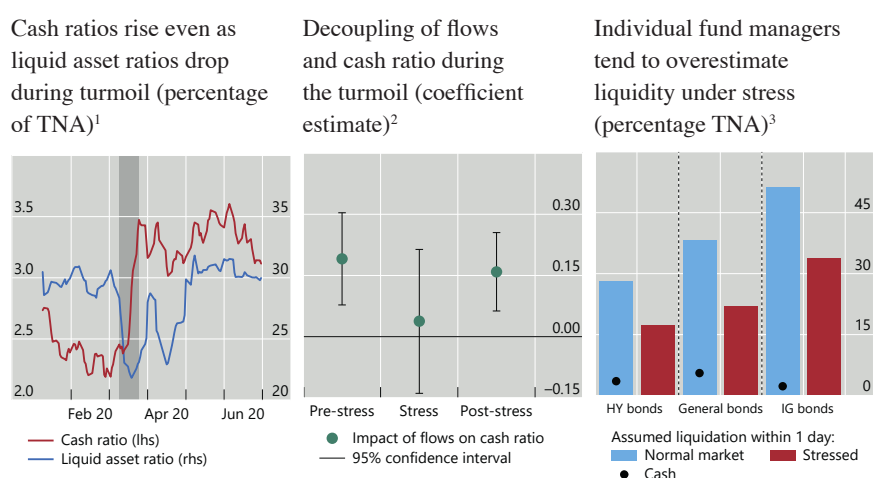 Cash ratios rise even as
liquid asset ratios drop
during turmoil (percentage
of TNA)¹
3.5
3.0
2.5
2.0
35
30
25
20
Feb 20 Apr 20 Jun 20
Cash ratio (lhs)
Liquid asset ratio (rhs)
Decoupling of flows
and cash ratio during
the turmoil (coefficient
estimate)²
0.30
0.15
0.00
−0.15
Pre-stress Stress Post-stress
Impact of flows on cash ratio
95% confidence interval
Individual fund managers
tend to overestimate
liquidity under stress
(percentage TNA)³
45
30
15
0
HY bonds General bonds IG bonds
Assumed liquidation within 1 day:
Normal market Stressed
Cash